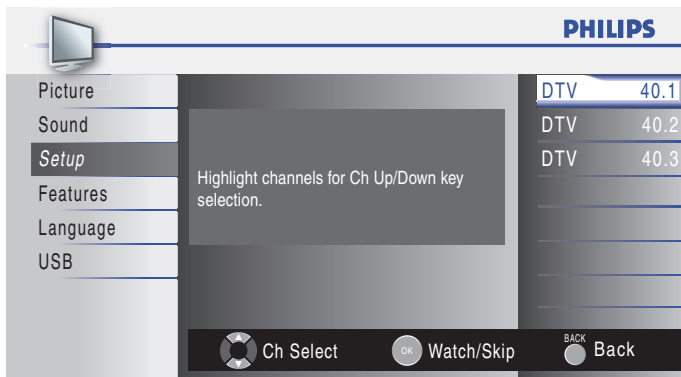 PHILIPS
Picture
Sound
Setup
Features
Language
USB
Highlight channels for Ch Up/Down key
selection.
DTV 40.1
DTV 40.2
DTV 40.3
Ch Select
OK Watch/Skip
BACK Back